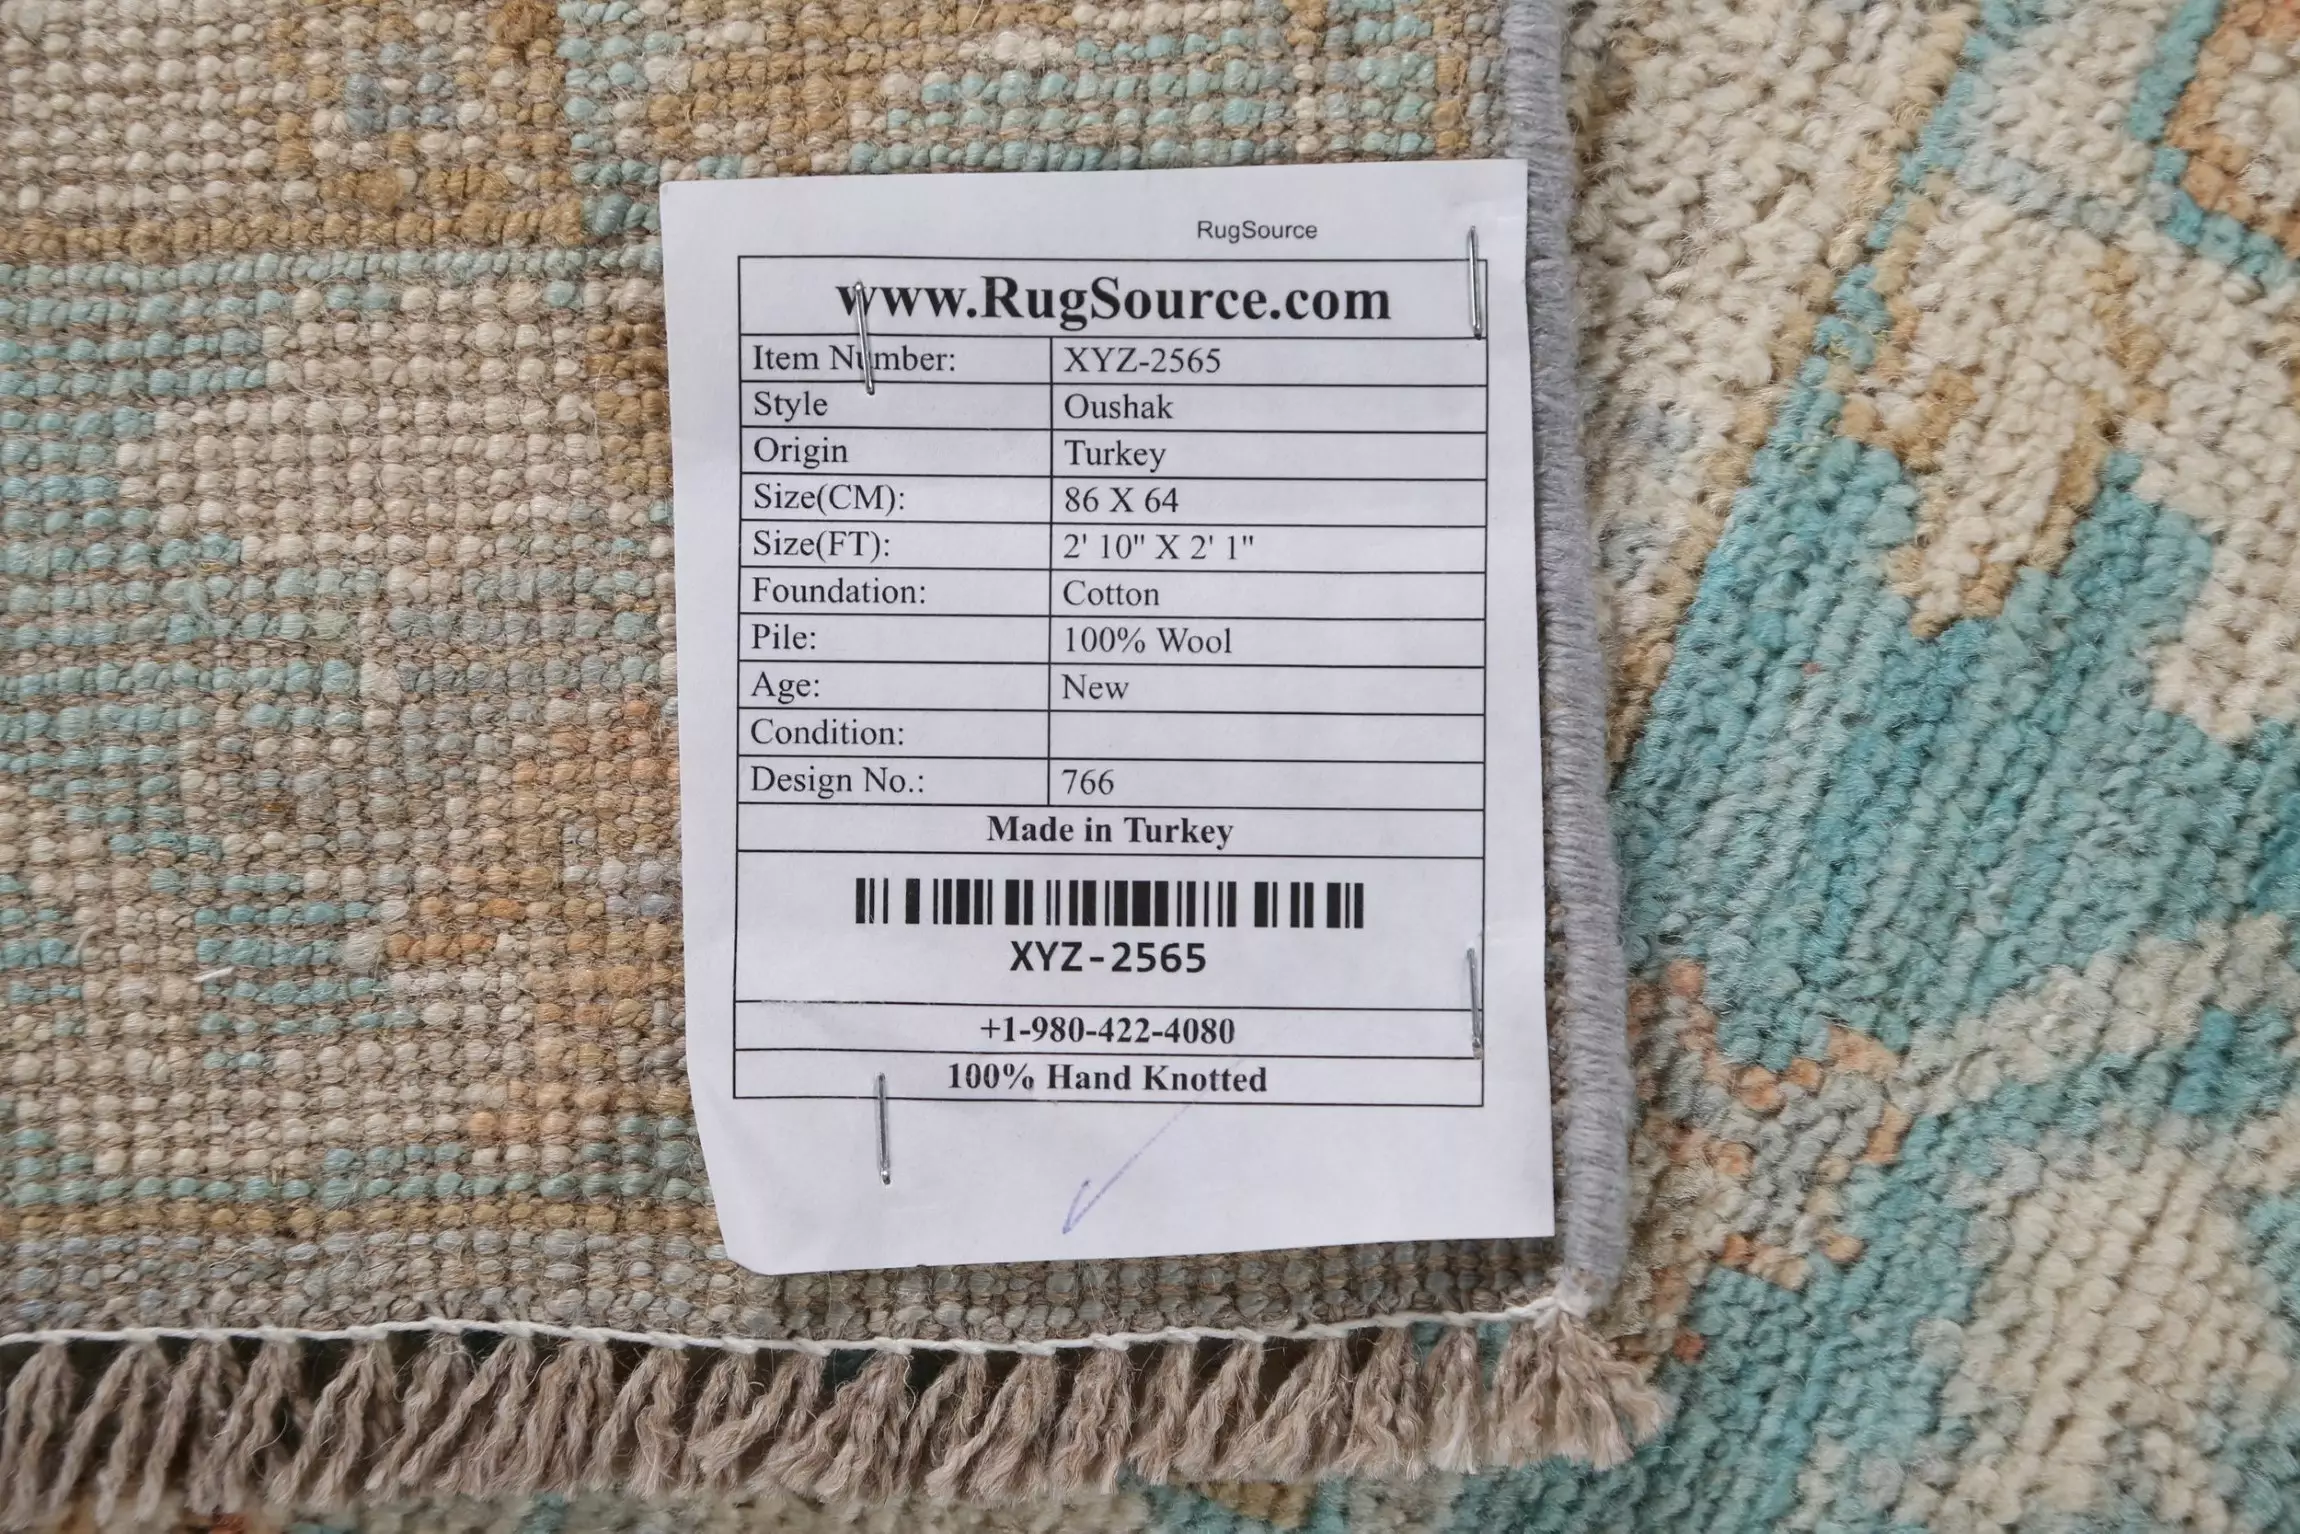 RugSource
www.RugSource.com
Item Number: XYZ-2565
Style Oushak
Origin Turkey
Size(CM): 86 X 64
Size(FT): 2' 10" X 2' 1"
Foundation: Cotton
Pile: 100% Wool
Age: New
Condition:
Design No.: 766
Made in Turkey
XYZ-2565
+1-980-422-4080
100% Hand Knotted